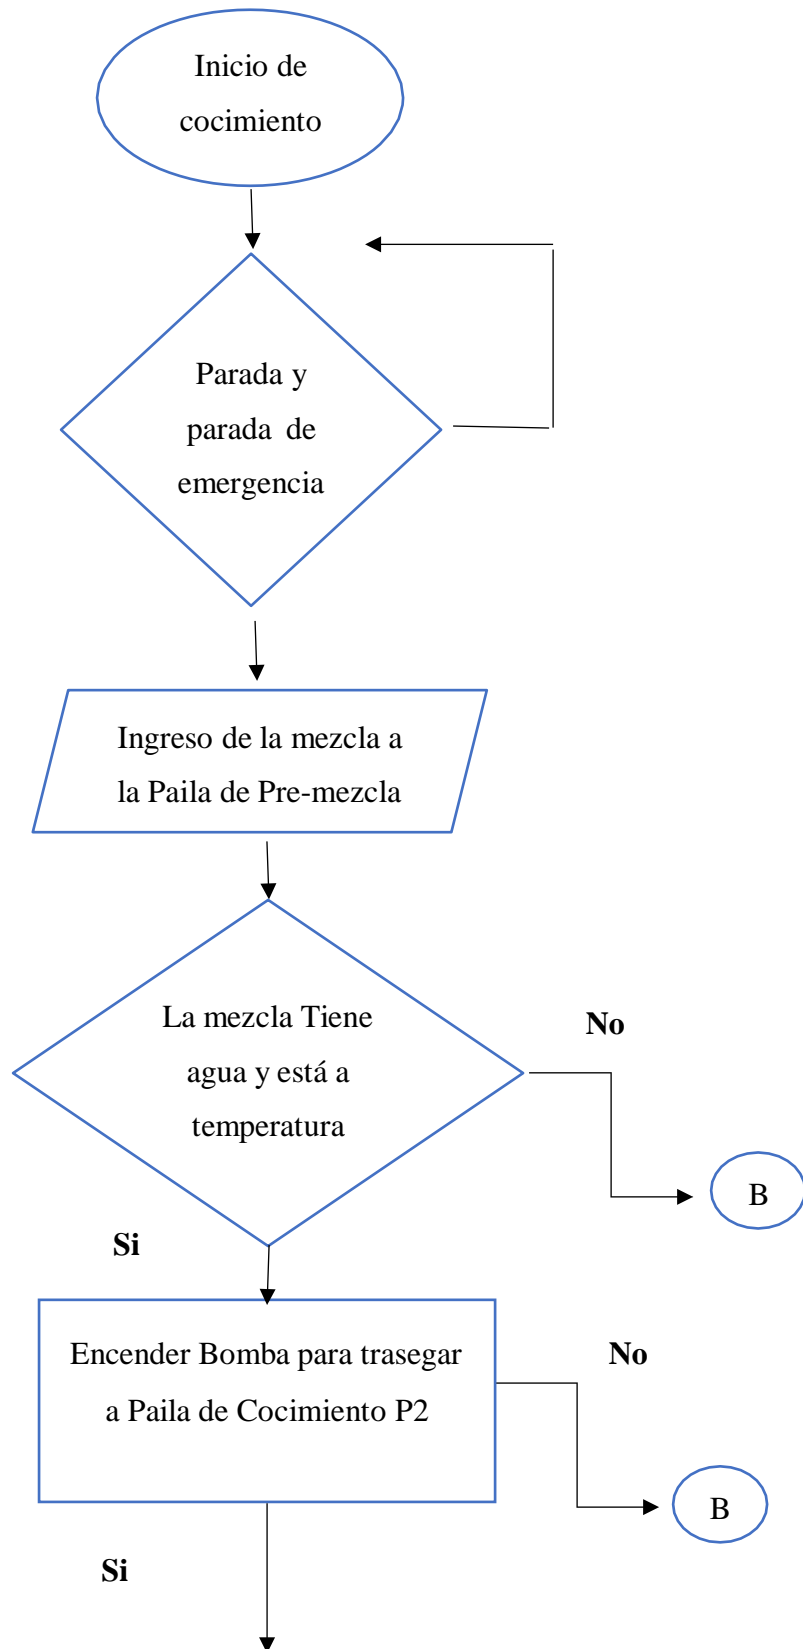 Inicio de
cocimiento
Parada y
parada de
emergencia
Ingreso de la mezcla a
la Paila de Pre-mezcla
La mezcla Tiene
agua y está a
temperatura
No
B
Si
Encender Bomba para trasegar
a Paila de Cocimiento P2
No
B
Si